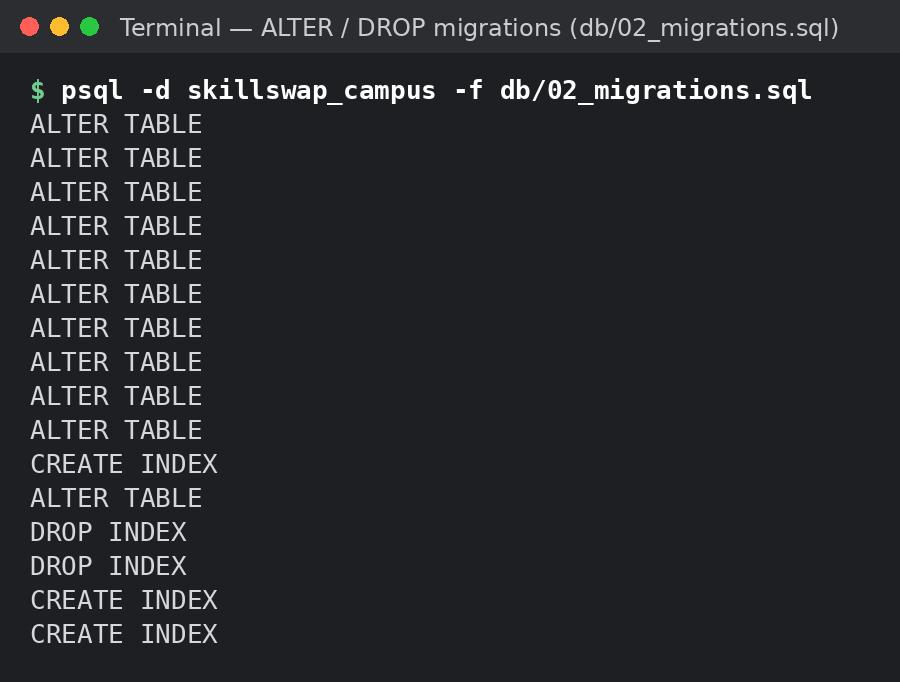 Terminal — ALTER / DROP migrations (db/02_migrations.sql)
$ psql -d skillswap_campus -f db/02_migrations.sql
ALTER TABLE
ALTER TABLE
ALTER TABLE
ALTER TABLE
ALTER TABLE
ALTER TABLE
ALTER TABLE
ALTER TABLE
ALTER TABLE
ALTER TABLE
CREATE INDEX
ALTER TABLE
DROP INDEX
DROP INDEX
CREATE INDEX
CREATE INDEX